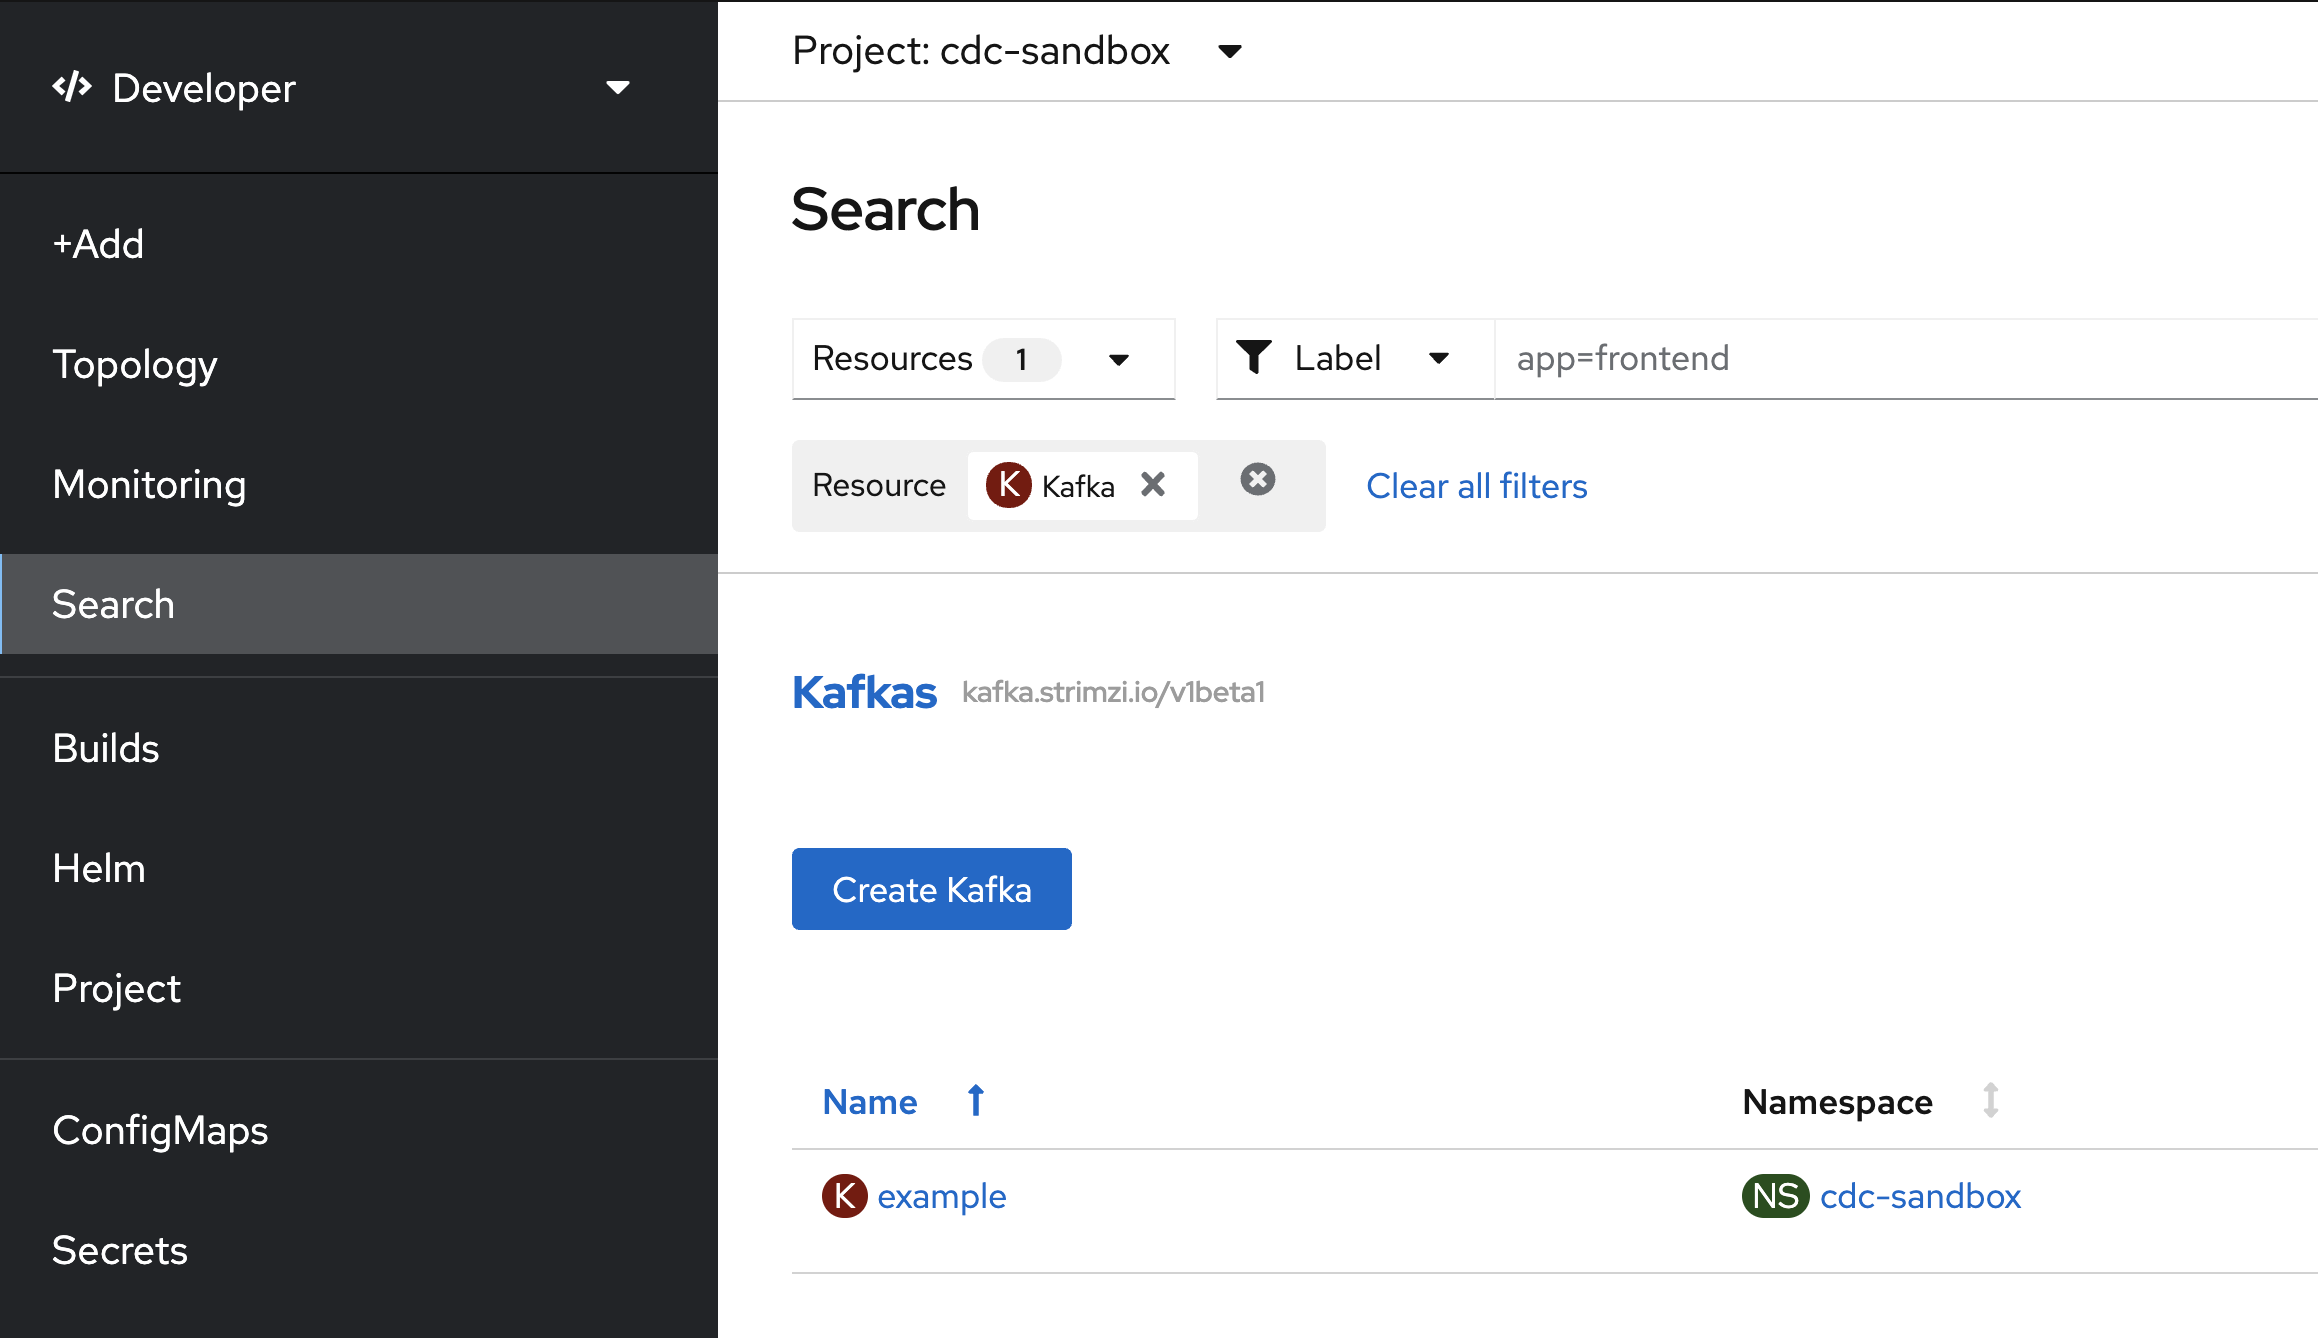 Developer
+Add
Topology
Monitoring
Search
Builds
Helm
Project
ConfigMaps
Secrets
Project: cdc-sandbox
Search
Resources 1
Label
app=frontend
Resource K Kafka
Clear all filters
Kafkas kafka.strimzi.io/v1beta1
Create Kafka
Name Namespace
K example NS cdc-sandbox